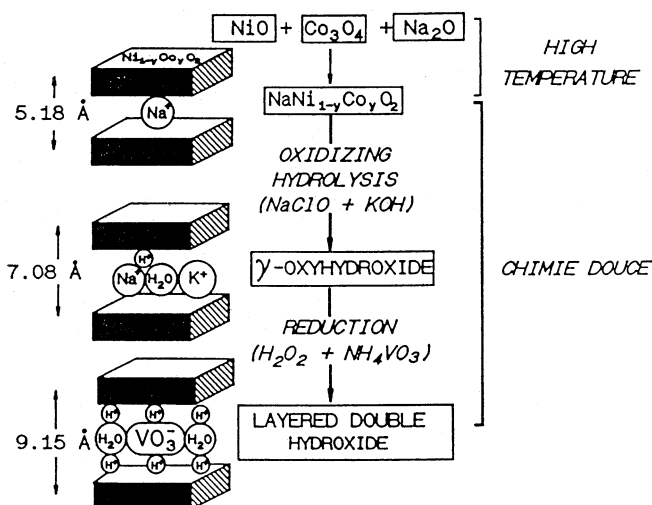 NiO + Co₃O₄ + Na₂O
HIGH
TEMPERATURE
Ni₁₋yCoyO₂
5.18 Å
Na⁺
NaNi₁₋yCoyO₂
OXIDIZING
HYDROLYSIS
(NaClO + KOH)
7.08 Å
H⁺
Na⁺ H₂O K⁺
γ-OXYHYDROXIDE
CHIMIE DOUCE
REDUCTION
(H₂O₂ + NH₄VO₃)
9.15 Å
H⁺ H⁺ H⁺
H₂O VO₃⁻ H₂O
H⁺ H⁺ H⁺
LAYERED DOUBLE
HYDROXIDE